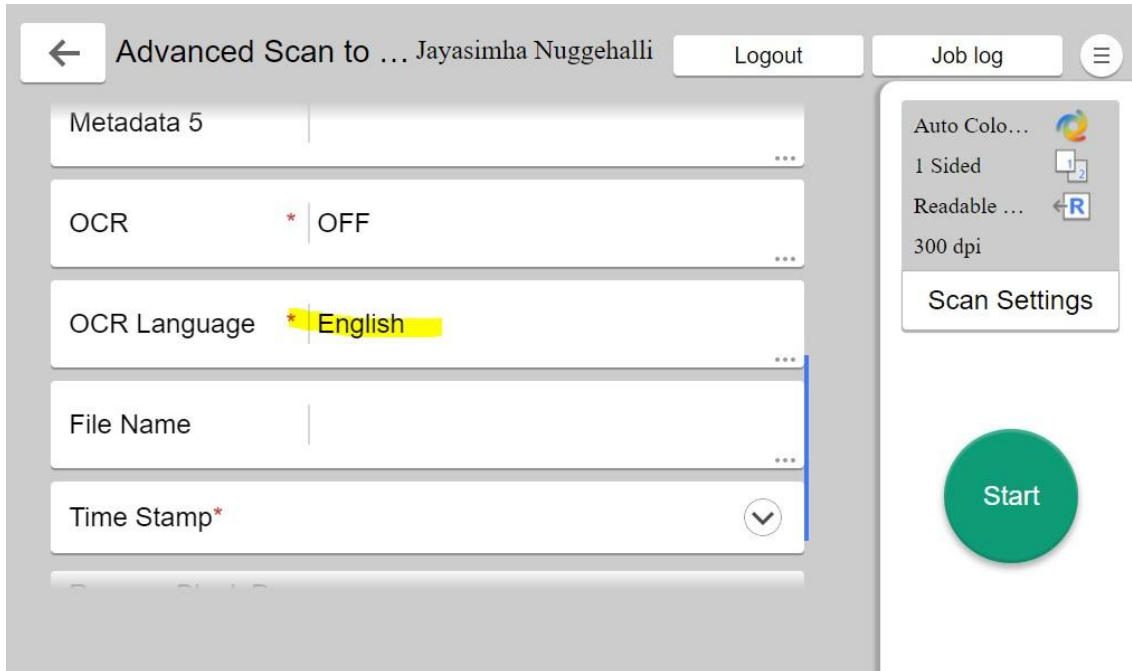 Advanced Scan to ... Jayasimha Nuggehalli Logout Job log
Metadata 5
OCR * OFF
OCR Language * English
File Name
Time Stamp*
Auto Colo...
1 Sided
Readable ...
300 dpi
Scan Settings
Start